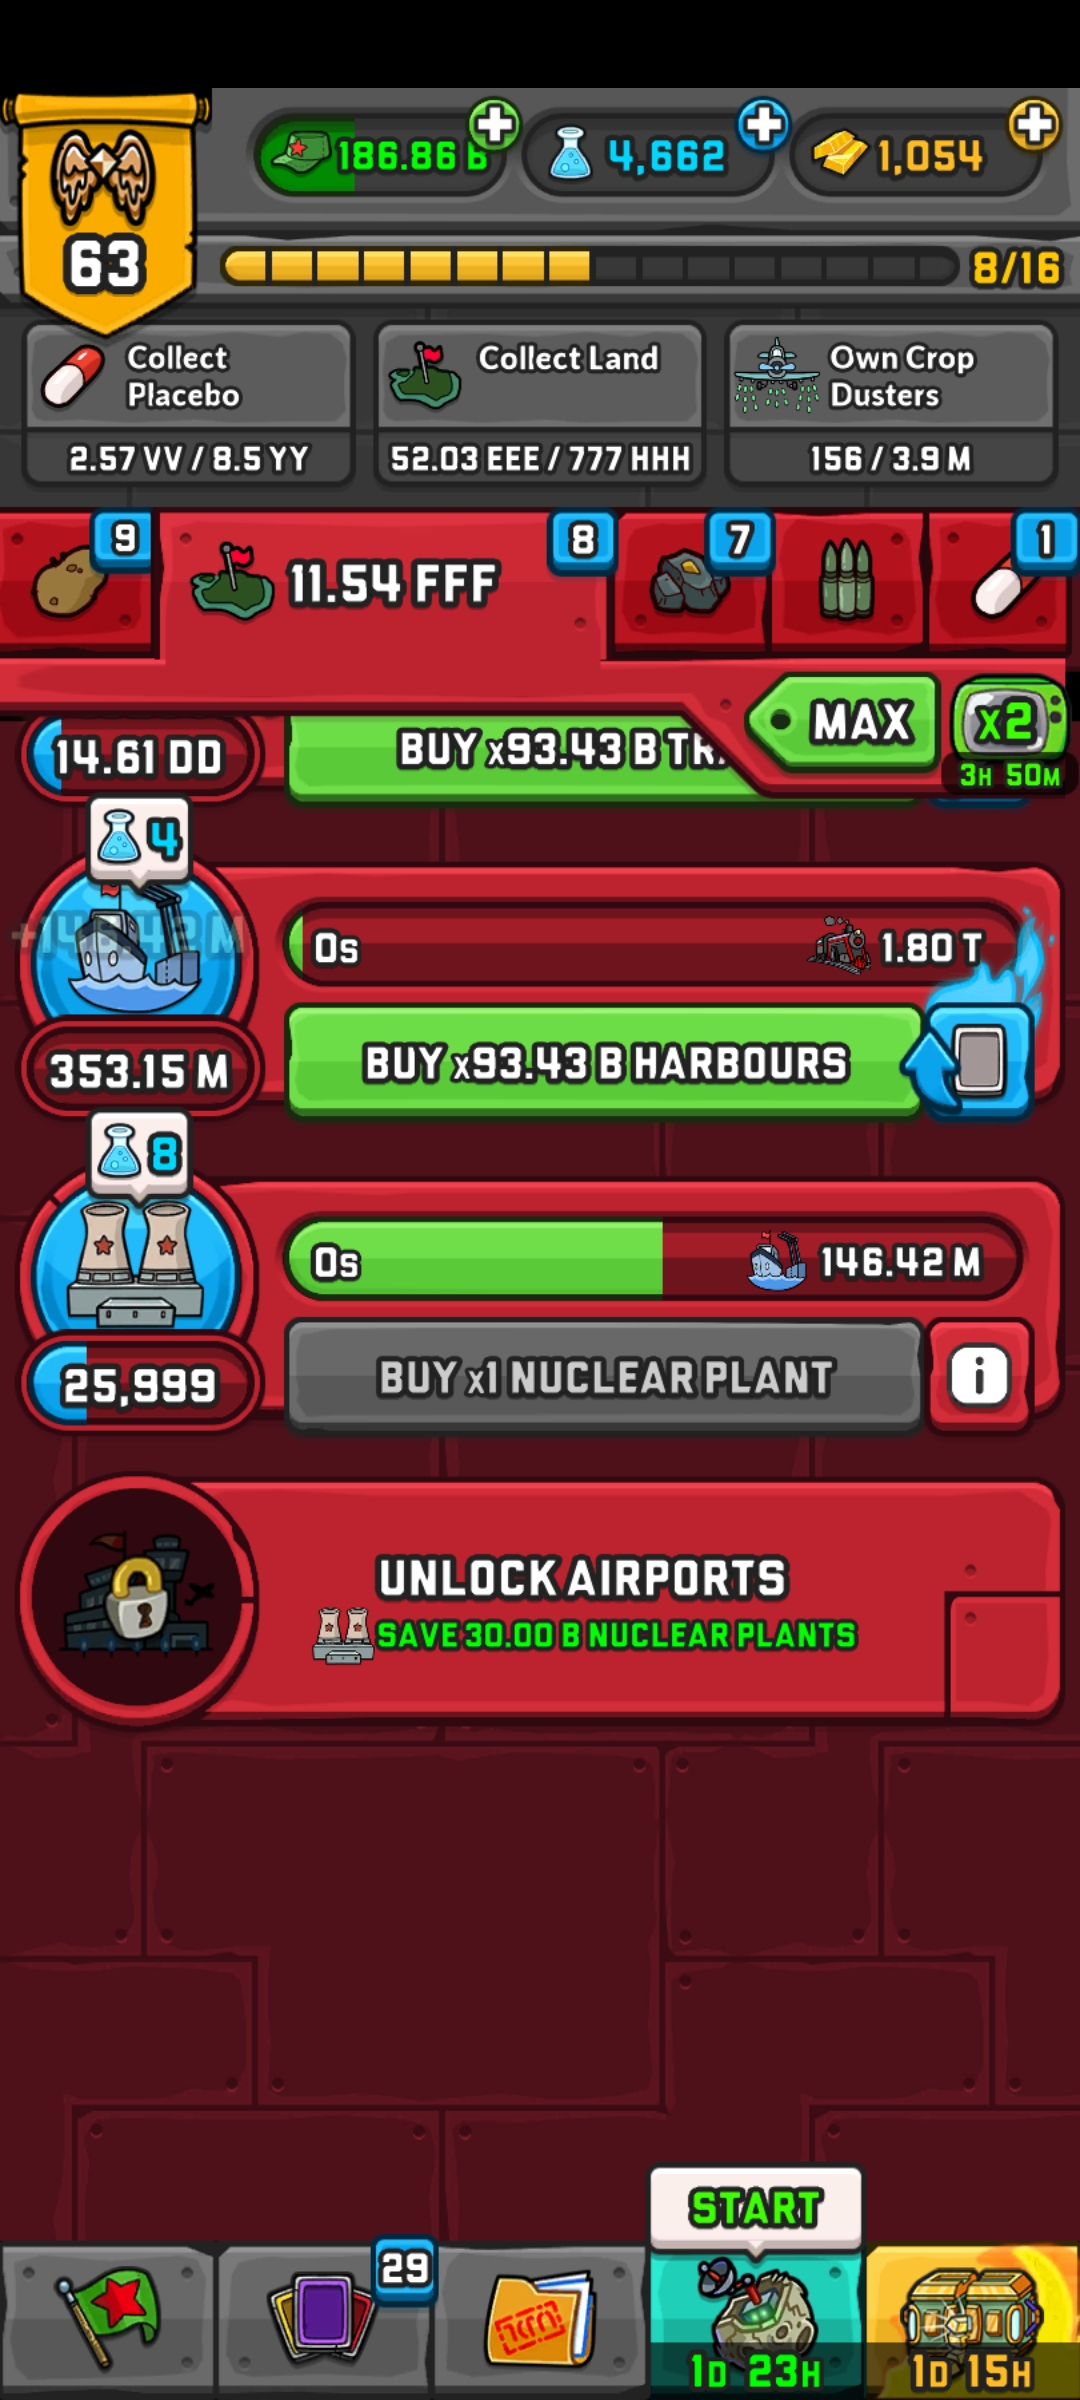 186.86 B
4,662
1,054
63
8/16
Collect
Placebo
2.57 VV / 8.5 YY
Collect Land
52.03 EEE / 777 HHH
Own Crop
Dusters
156 / 3.9 M
9
11.54 FFF
8
7
1
MAX
x2
3H 50M
14.61 DD
BUY x93.43 B
4
+146.42 M
0s
1.80 T
353.15 M
BUY x93.43 B HARBOURS
8
0s
146.42 M
25,999
BUY x1 NUCLEAR PLANT
i
UNLOCK AIRPORTS
SAVE 30.00 B NUCLEAR PLANTS
START
29
1D 23H
1D 15H